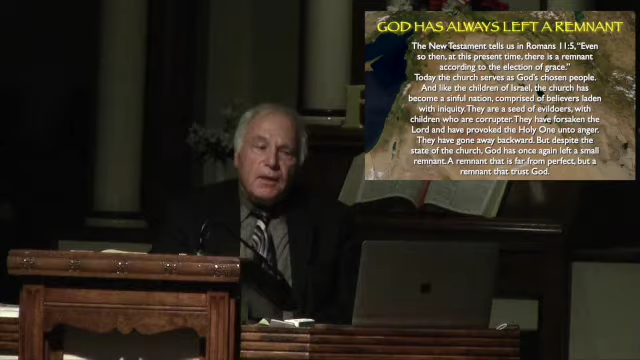 GOD HAS ALWAYS LEFT A REMNANT
The New Testament tells us in Romans 11:5, "Even
so then, at this present time, there is a remnant
according to the election of grace."
Today the church serves as God's chosen people.
And like the children of Israel, the church has
become a sinful nation, comprised of believers laden
with iniquity. They are a seed of evildoers, with
children who are corrupter. They have forsaken the
Lord and have provoked the Holy One unto anger.
They have gone away backward. But despite the
state of the church, God has once again left a small
remnant. A remnant that is far from perfect, but a
remnant that trust God.